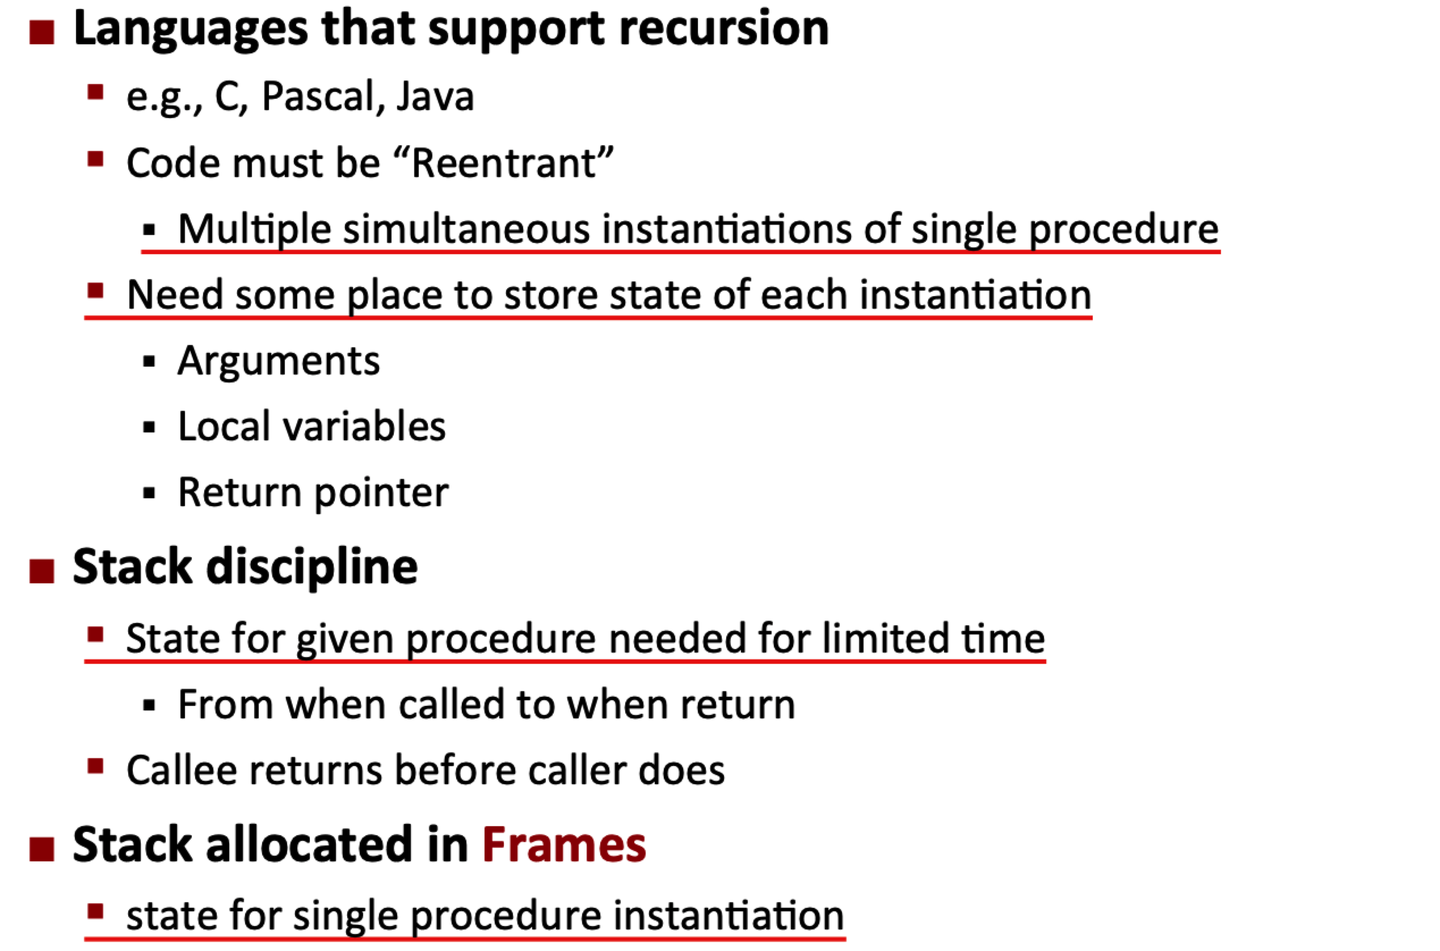 Languages that support recursion
e.g., C, Pascal, Java
Code must be “Reentrant”
Multiple simultaneous instantiations of single procedure
Need some place to store state of each instantiation
Arguments
Local variables
Return pointer
Stack discipline
State for given procedure needed for limited time
From when called to when return
Callee returns before caller does
Stack allocated in Frames
state for single procedure instantiation